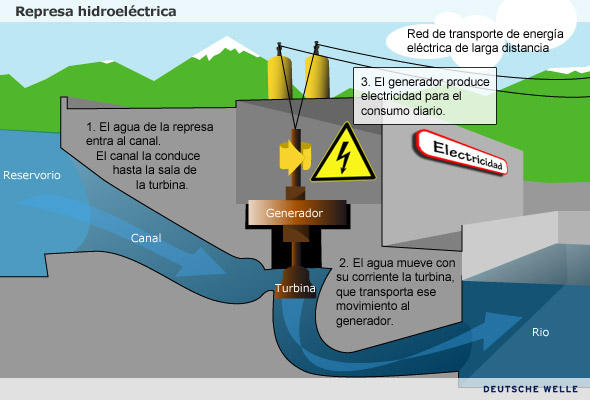 Represa hidroeléctrica
Red de transporte de energía
eléctrica de larga distancia
3. El generador produce
electricidad para el
consumo diario.
1. El agua de la represa
entra al canal.
El canal la conduce
hasta la sala de
la turbina.
Electricidad
Reservorio
Generador
Canal
2. El agua mueve con
su corriente la turbina,
que transporta ese
movimiento al
generador.
Turbina
Rio
DEUTSCHE WELLE